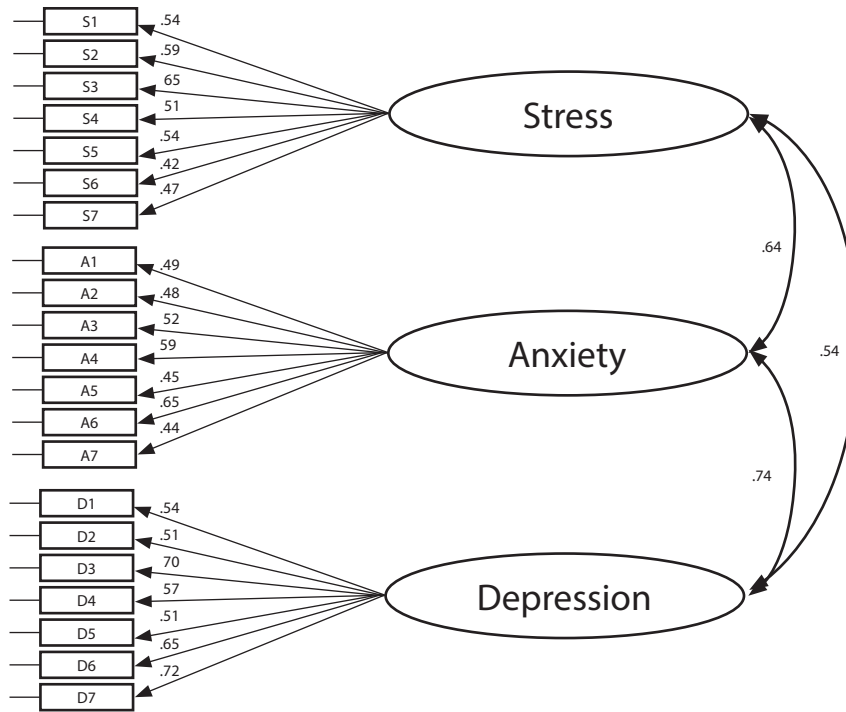 S1
.54
S2
.59
S3
65
S4
51
S5
.54
S6
.42
S7
.47
Stress
A1
.49
A2
.48
A3
52
A4
59
A5
.45
A6
.65
A7
.44
Anxiety
D1
.54
D2
.51
D3
70
D4
57
D5
.51
D6
.65
D7
.72
Depression
.64
.54
.74